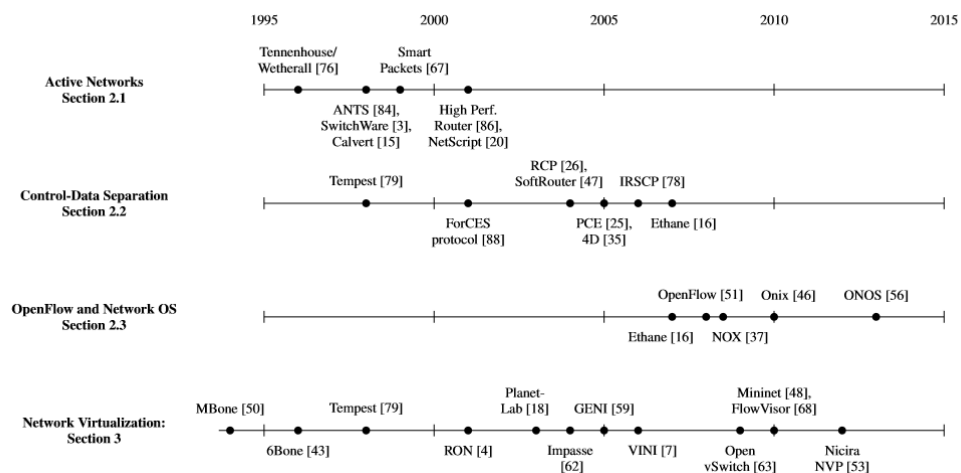 1995 2000 2005 2010 2015
Tennenhouse/
Wetherall [76]
Smart
Packets [67]
Active Networks
Section 2.1
ANTS [84],
SwitchWare [3],
Calvert [15]
High Perf.
Router [86],
NetScript [20]
Tempest [79]
RCP [26],
SoftRouter [47]
IRSCP [78]
Control-Data Separation
Section 2.2
ForCES
protocol [88]
PCE [25],
4D [35]
Ethane [16]
OpenFlow [51]
Onix [46]
ONOS [56]
OpenFlow and Network OS
Section 2.3
Ethane [16]
NOX [37]
MBone [50]
Tempest [79]
Planet-
Lab [18]
GENI [59]
Mininet [48],
FlowVisor [68]
Network Virtualization:
Section 3
6Bone [43]
RON [4]
Impasse
[62]
VINI [7]
Open
vSwitch [63]
Nicira
NVP [53]